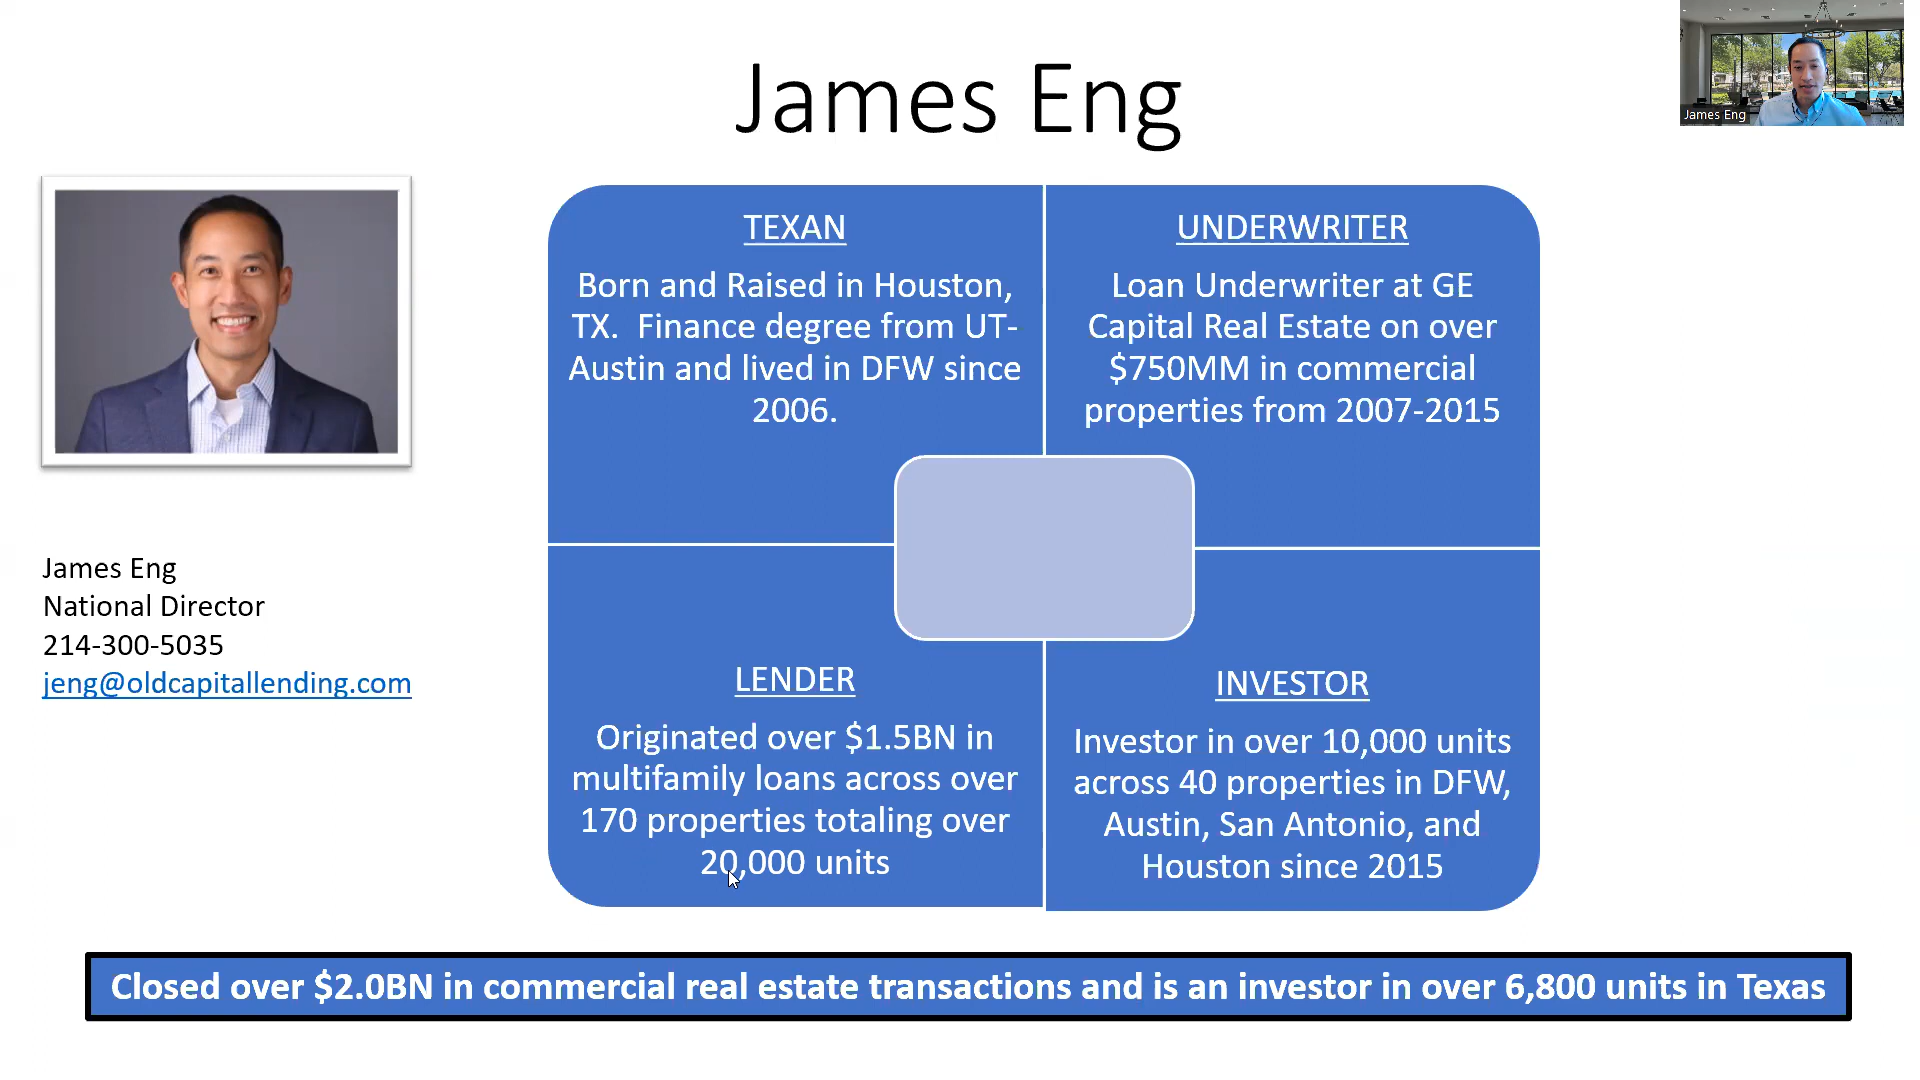 James Eng
James Eng
TEXAN
Born and Raised in Houston,
TX.  Finance degree from UT-
Austin and lived in DFW since
2006.
UNDERWRITER
Loan Underwriter at GE
Capital Real Estate on over
$750MM in commercial
properties from 2007-2015
James Eng
National Director
214-300-5035
jeng@oldcapitallending.com
LENDER
Originated over $1.5BN in
multifamily loans across over
170 properties totaling over
20,000 units
INVESTOR
Investor in over 10,000 units
across 40 properties in DFW,
Austin, San Antonio, and
Houston since 2015
Closed over $2.0BN in commercial real estate transactions and is an investor in over 6,800 units in Texas